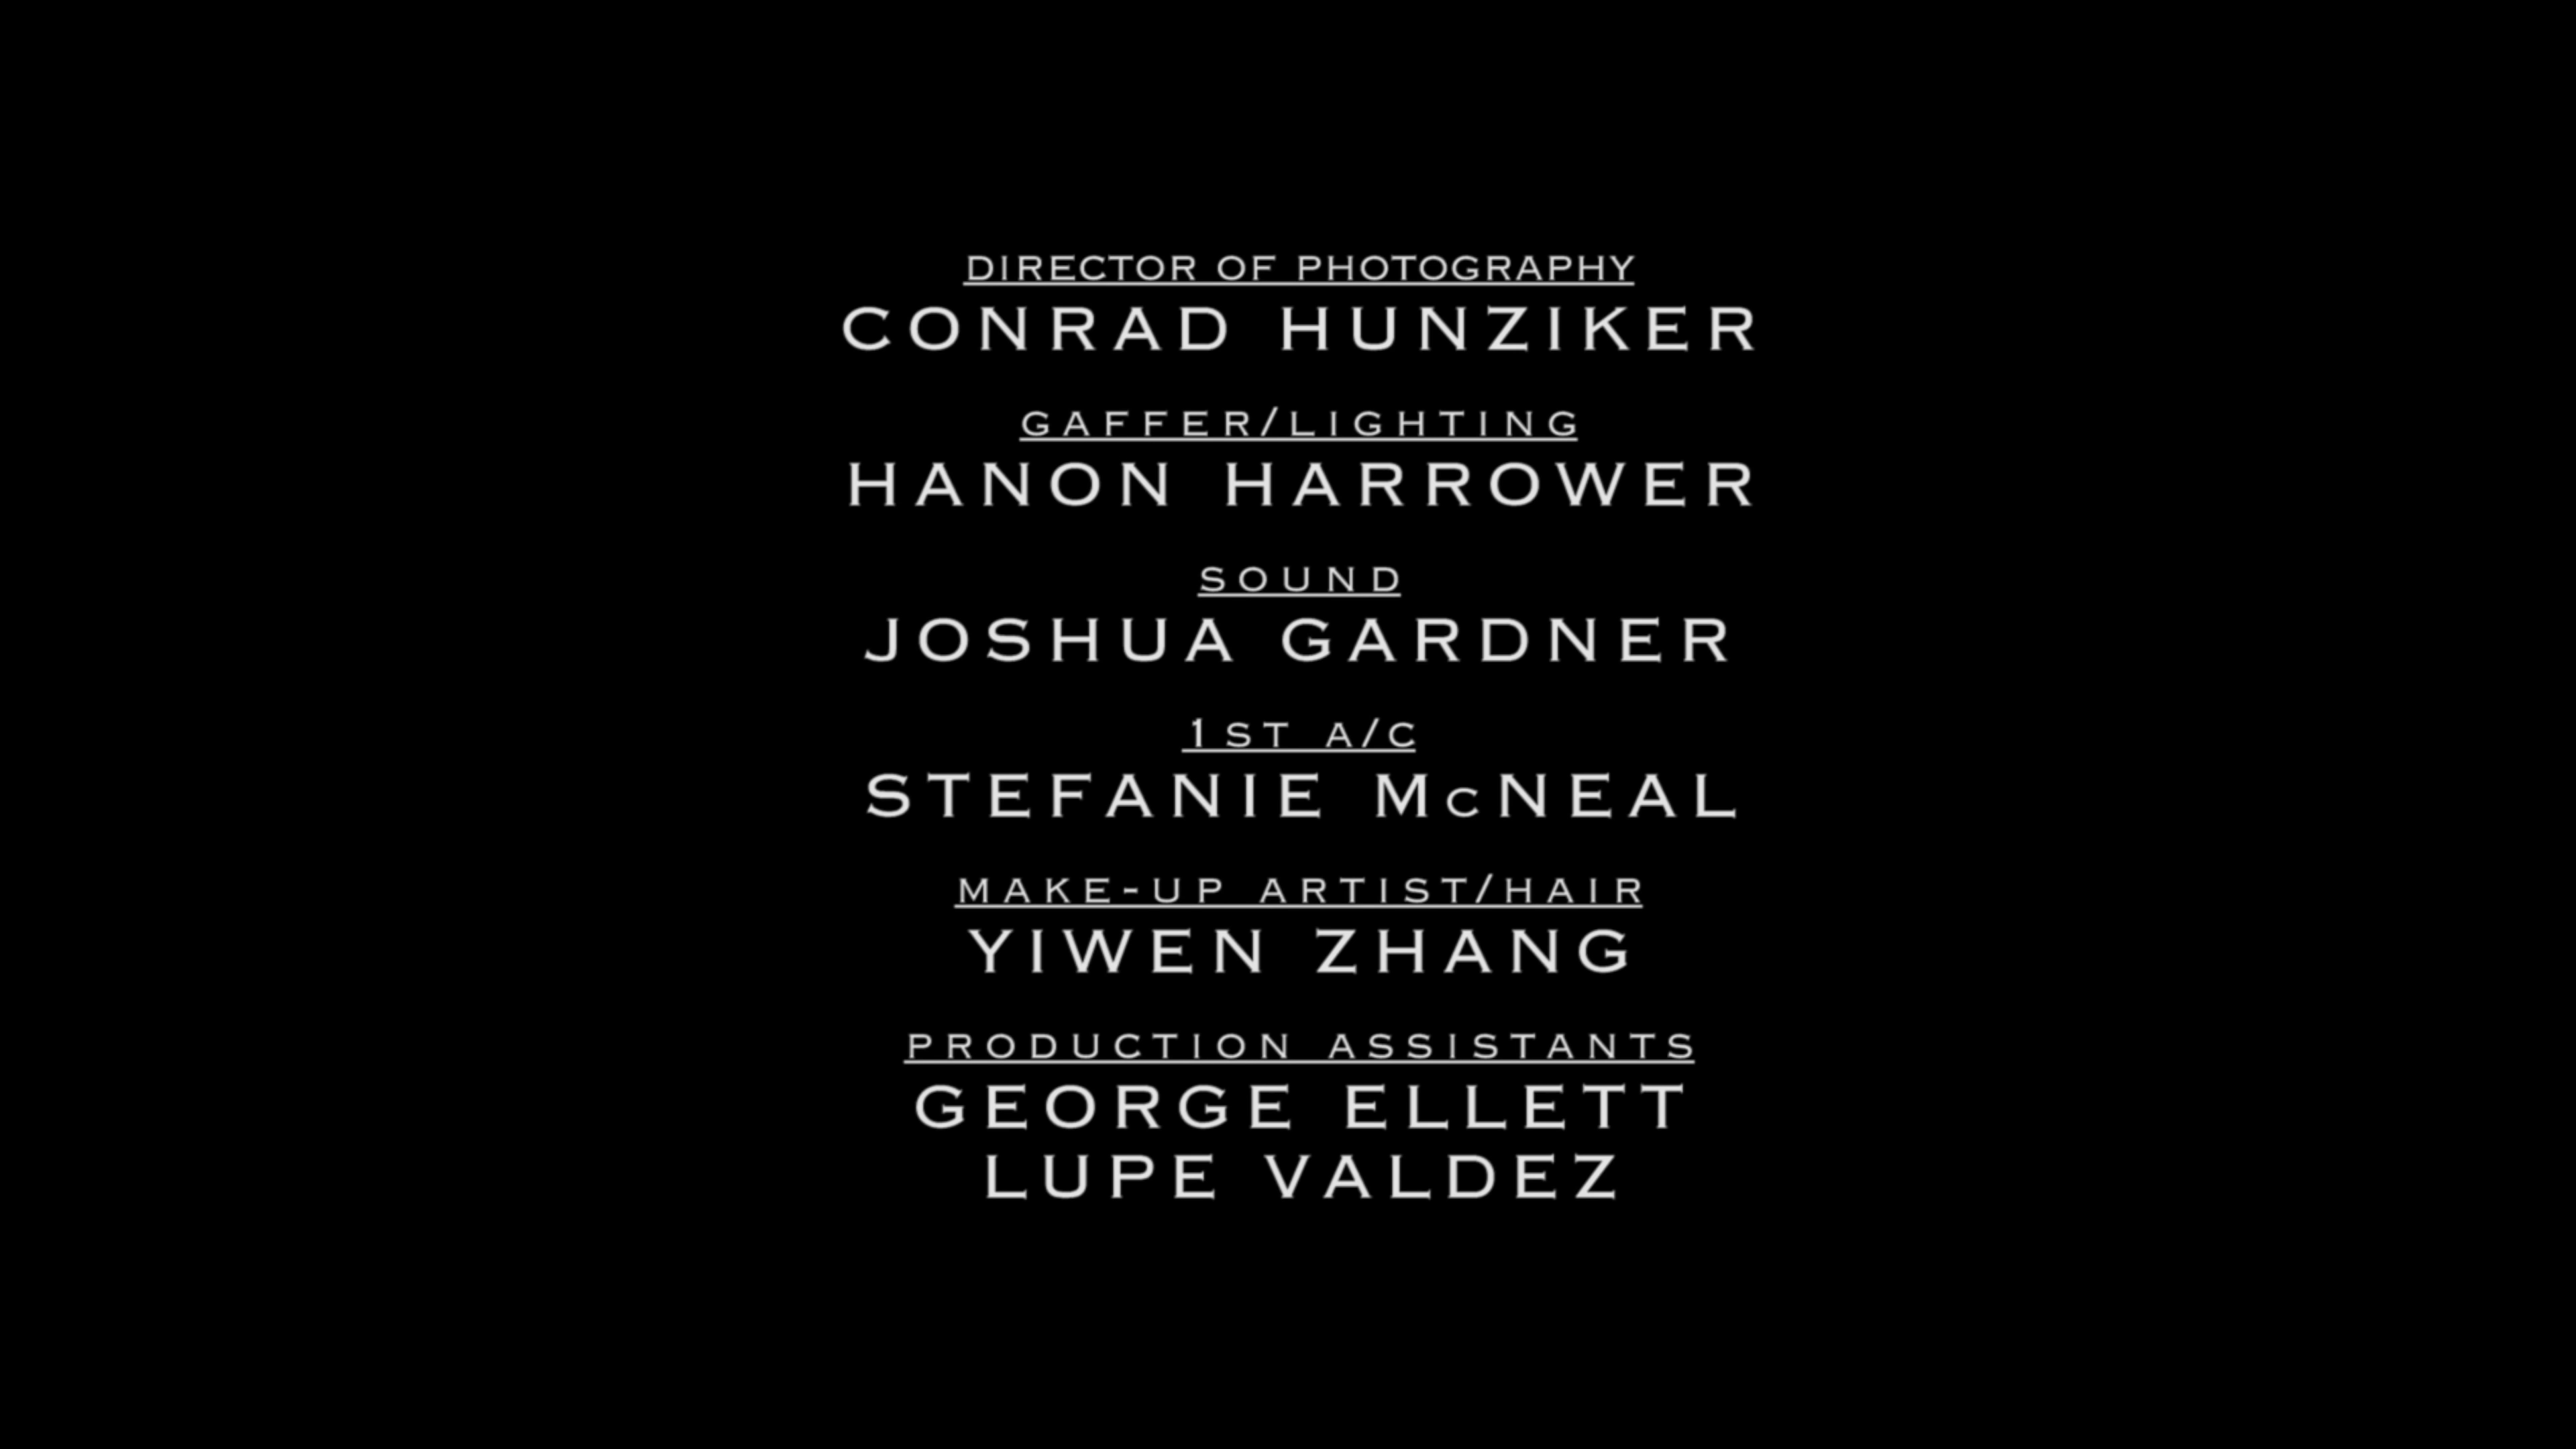 DIRECTOR OF PHOTOGRAPHY
CONRAD HUNZIKER
GAFFER/LIGHTING
HANON HARROWER
SOUND
JOSHUA GARDNER
1ST A/C
STEFANIE McNEAL
MAKE-UP ARTIST/HAIR
YIWEN ZHANG
PRODUCTION ASSISTANTS
GEORGE ELLETT
LUPE VALDEZ